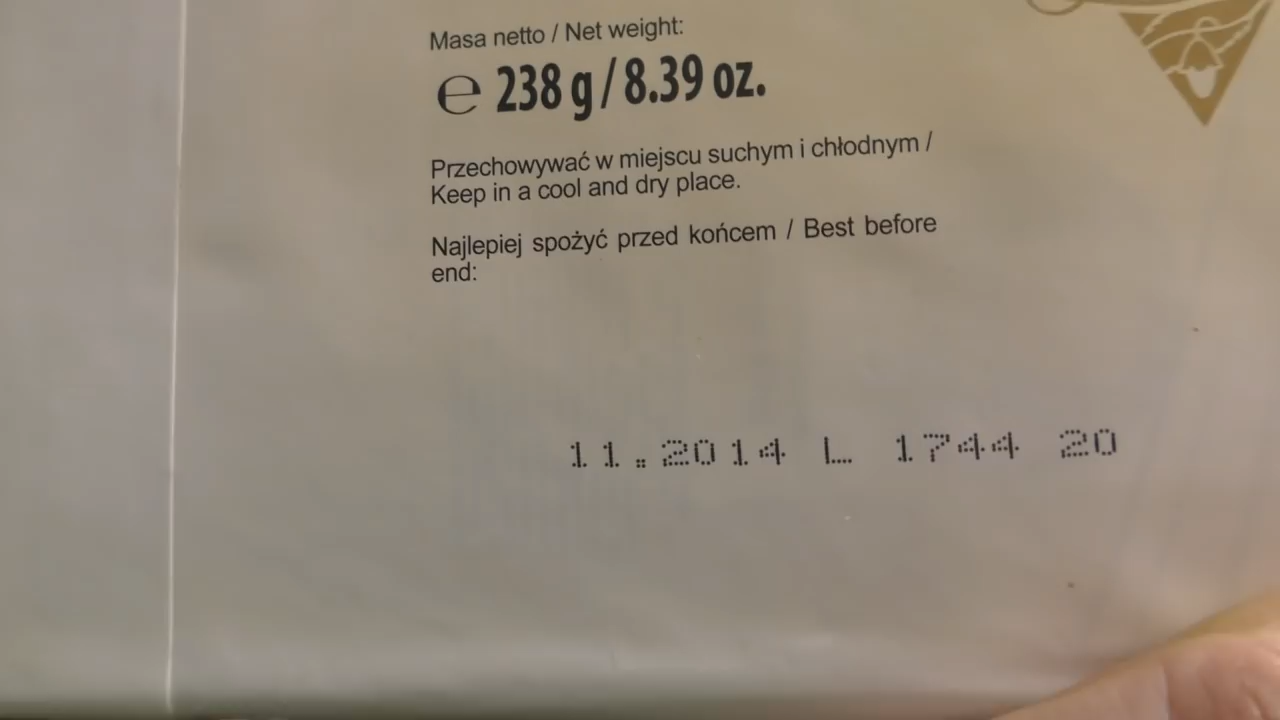 Masa netto / Net weight:
℮ 238 g / 8.39 oz.
Przechowywać w miejscu suchym i chłodnym /
Keep in a cool and dry place.
Najlepiej spożyć przed końcem / Best before
end:
11.2014 L 1744 20